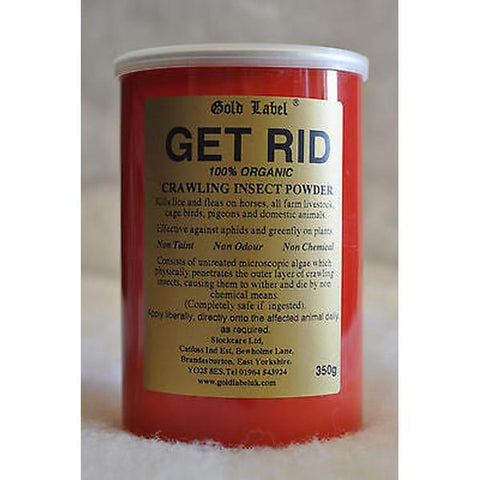 Gold Label ®
GET RID
100% ORGANIC
CRAWLING INSECT POWDER
Kills lice and fleas on horses, all farm livestock,
cage birds, pigeons and domestic animals.
Effective against aphids and greenfly on plants.
Non Taint Non Odour Non Chemical
Consists of untreated microscopic algae which
physically penetrates the outer layer of crawling
insects, causing them to wither and die by non
chemical means.
(Completely safe if ingested).
Apply liberally, directly onto the affected animal daily
as required.
Stockcare Ltd,
Catfoss Ind Est, Bewholme Lane,
Brandesburton, East Yorkshire.
YO25 8ES. Tel 01964 543924
www.goldlabeluk.com
350g